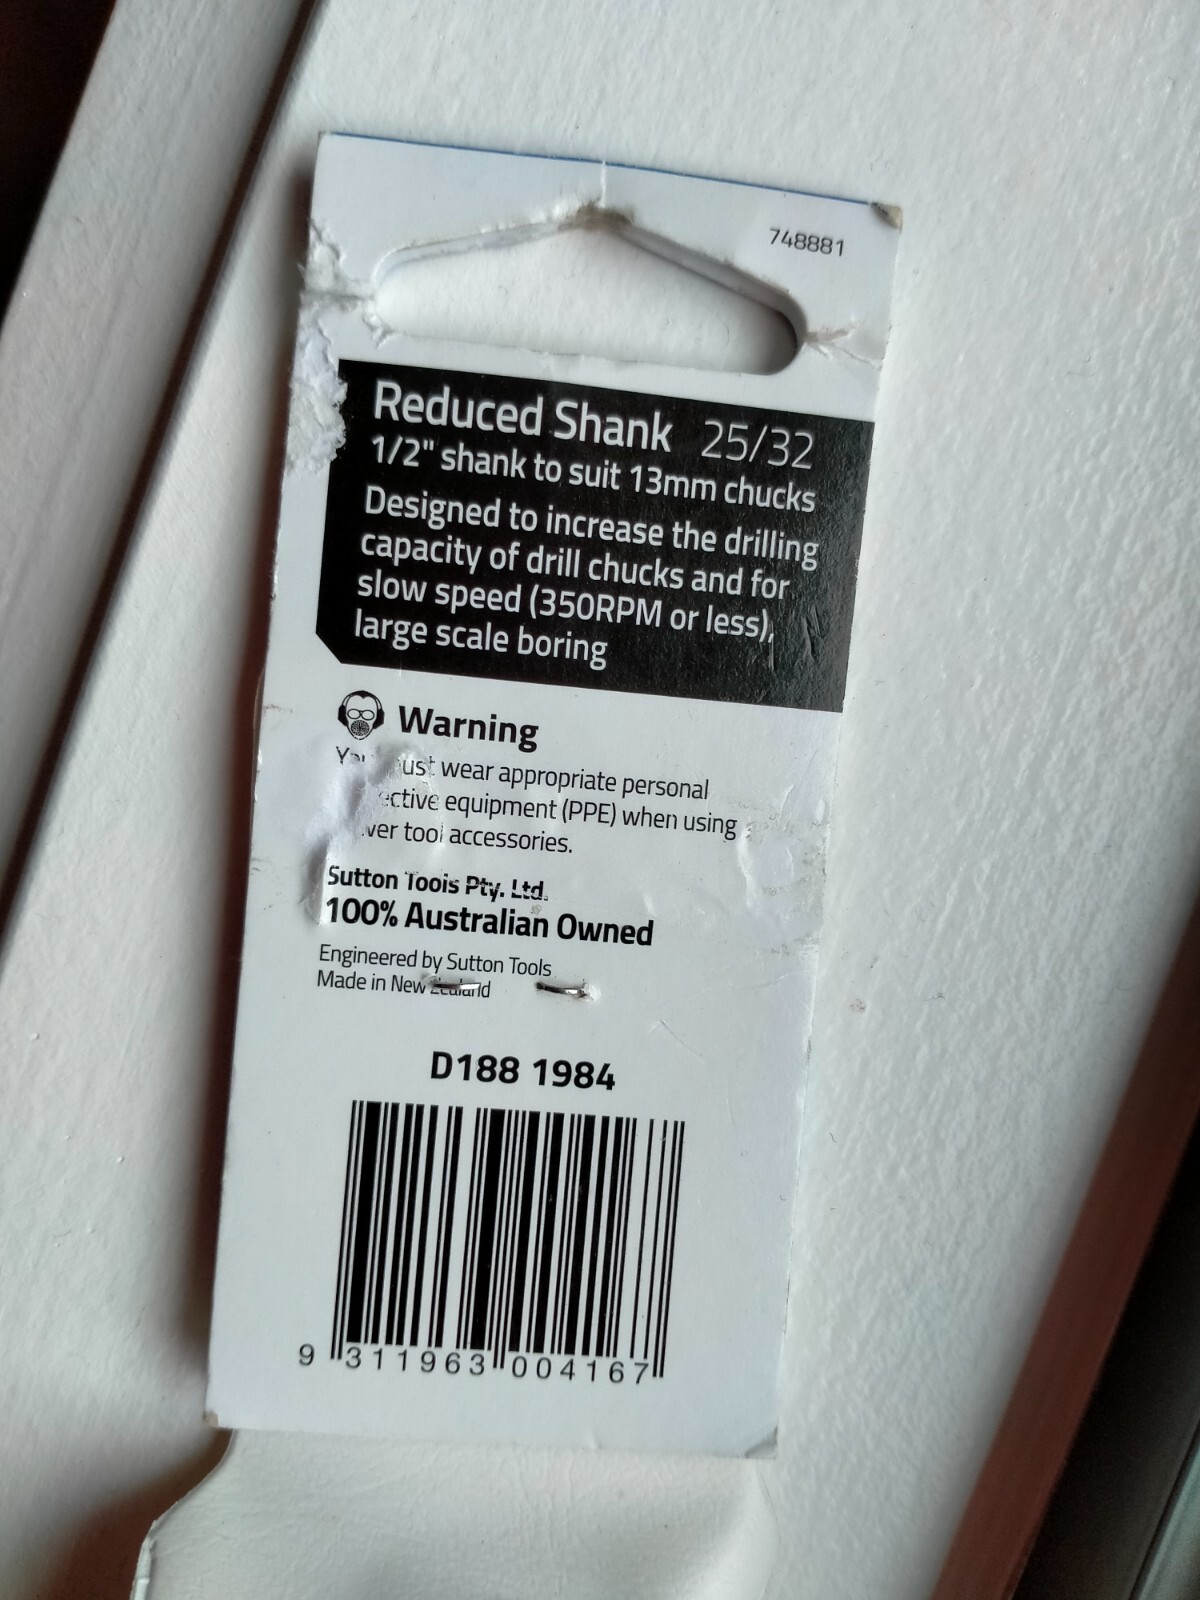 748881
Reduced Shank 25/32
1/2" shank to suit 13mm chucks
Designed to increase the drilling
capacity of drill chucks and for
slow speed (350RPM or less),
large scale boring
Warning
wear appropriate personal
equipment (PPE) when using
tool accessories.
Sutton Tools Pty. Ltd.
100% Australian Owned
Engineered by Sutton Tools
Made in New Zealand
D188 1984
9 311963 004167